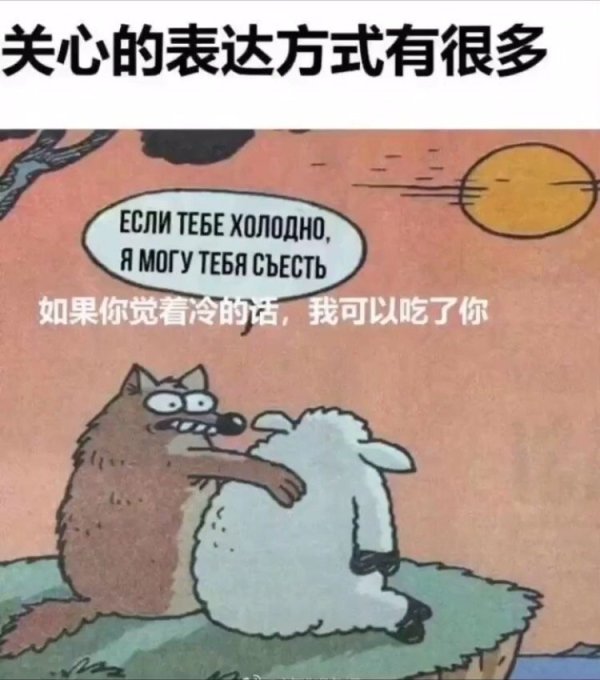 关心的表达方式有很多
ЕСЛИ ТЕБЕ ХОЛОДНО,
Я МОГУ ТЕБЯ СЪЕСТЬ
如果你觉着冷的话，我可以吃了你